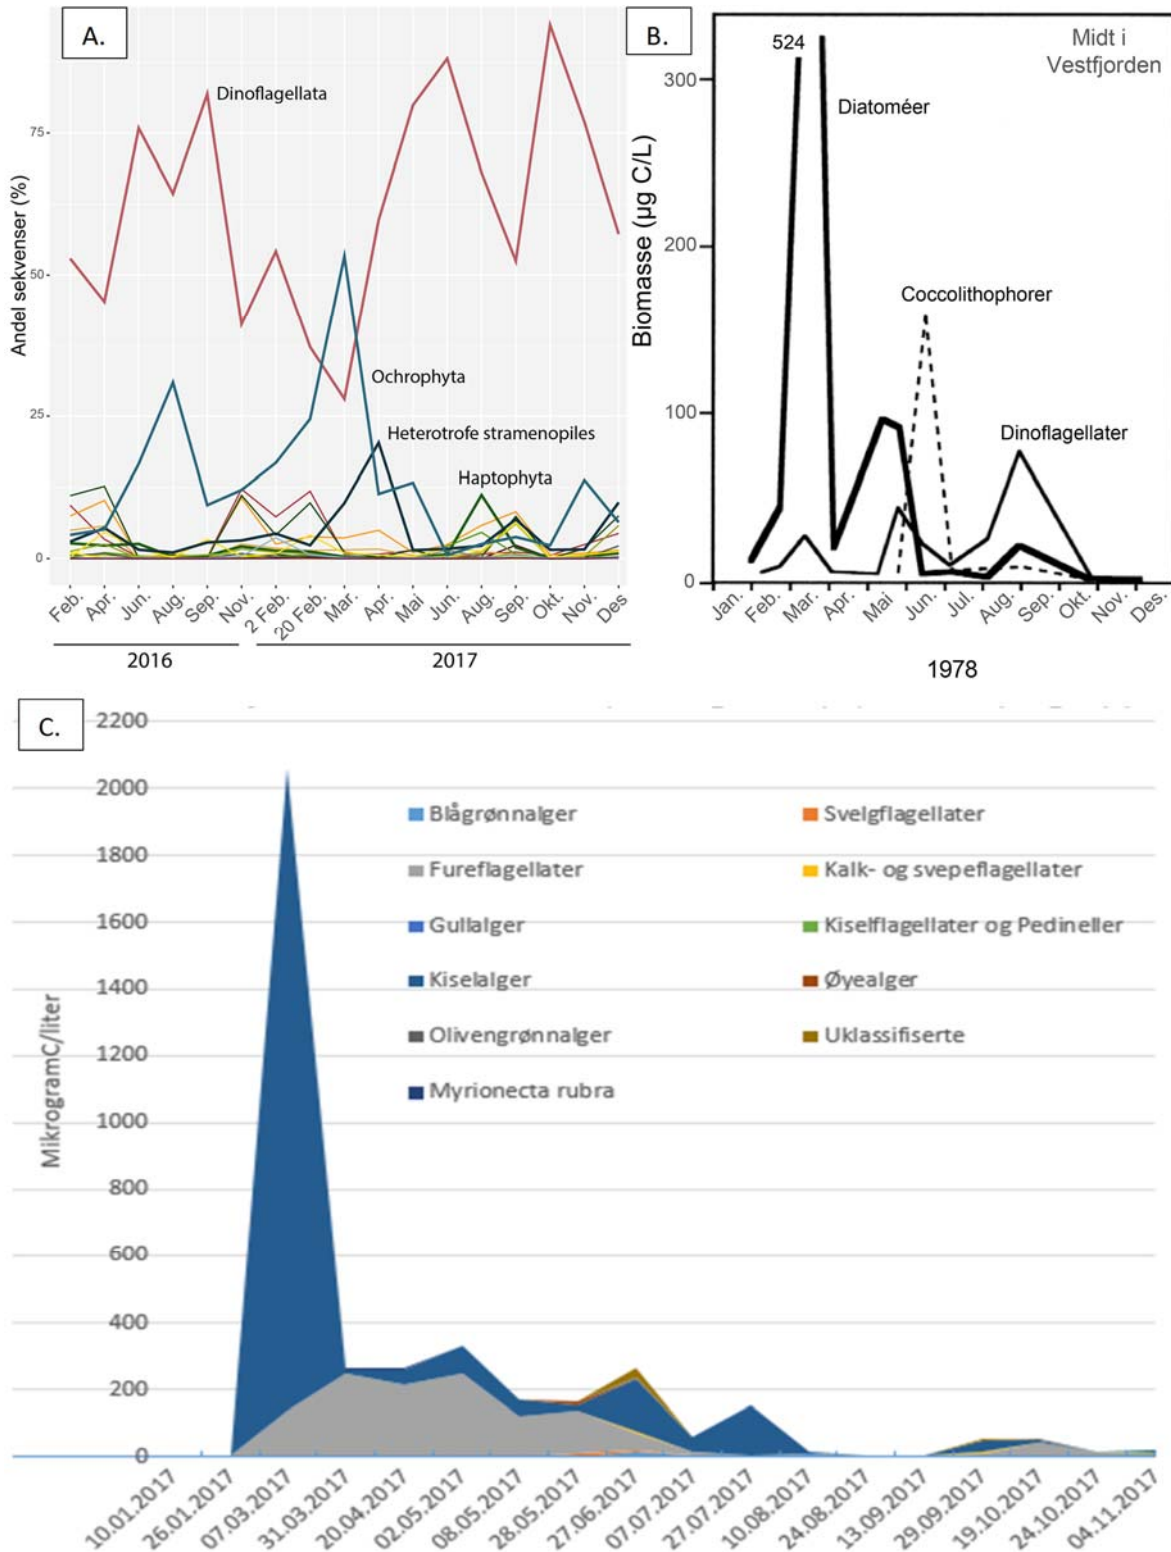 A.
Andel sekvenser (%)
75-
50-
25-
0-
Dinoflagellata
Ochrophyta
Heterotrofe stramenopiles
Haptophyta
Feb.
Apr.
Jun.
Aug.
Sep.
Nov.
2 Feb.
20 Feb.
Mar.
Apr.
Mai
Jun.
Aug.
Sep.
Okt.
Nov.
Des
2016
2017
B.
Midt i
Vestfjorden
Biomasse (µg C/L)
300
200
100
0
524
Diatoméer
Coccolithophorer
Dinoflagellater
Jan.
Feb.
Mar.
Apr.
Mai
Jun.
Jul.
Aug.
Sep.
Okt.
Nov.
Des.
1978
C.
MikrogramC/liter
2200
2000
1800
1600
1400
1200
1000
800
600
400
200
0
Blågrønnalger
Svelgflagellater
Fureflagellater
Kalk- og svepeflagellater
Gullalger
Kiselflagellater og Pedineller
Kiselalger
Øyealger
Olivengrønnalger
Uklassifiserte
Myrionecta rubra
10.01.2017
26.01.2017
07.03.2017
31.03.2017
20.04.2017
02.05.2017
08.05.2017
28.05.2017
27.06.2017
07.07.2017
27.07.2017
10.08.2017
24.08.2017
13.09.2017
29.09.2017
19.10.2017
24.10.2017
04.11.2017